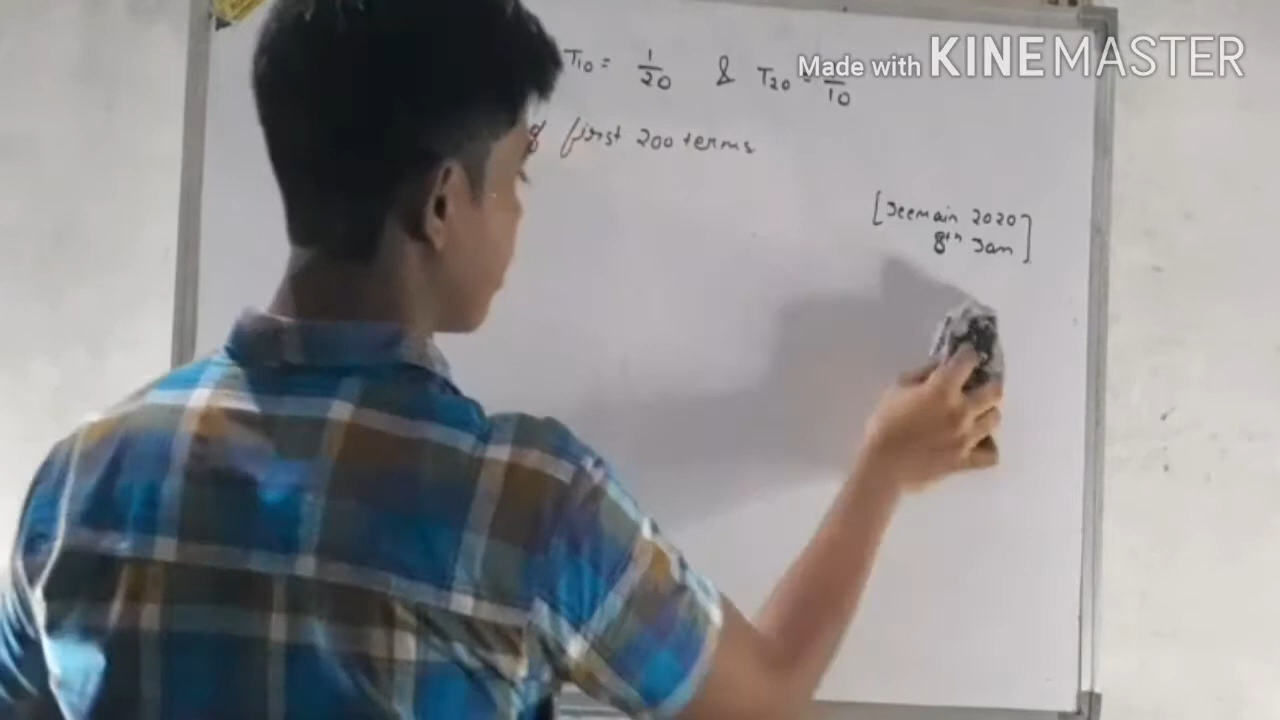 T10 = 1/20 & T20 = 1/10
of first 200 terms
[Jeemain 2020
8th Jan]
Made with KINEMASTER